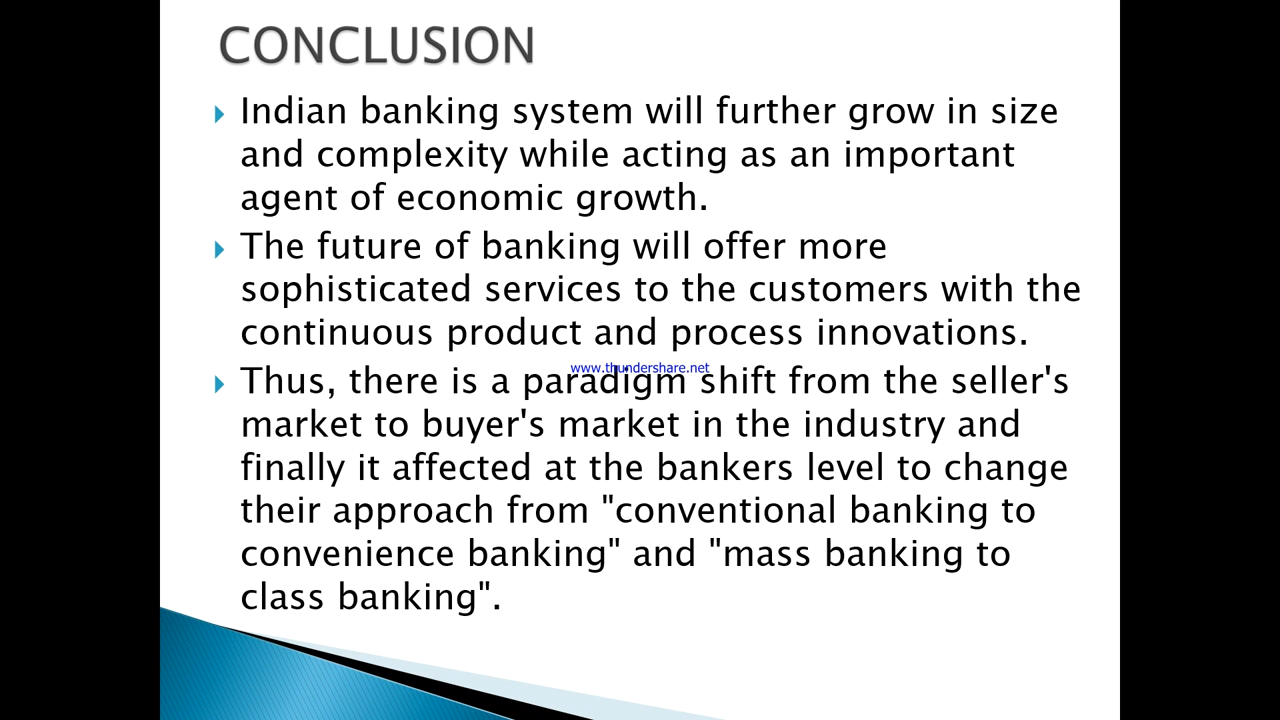 CONCLUSION
Indian banking system will further grow in size
and complexity while acting as an important
agent of economic growth.
The future of banking will offer more
sophisticated services to the customers with the
continuous product and process innovations.
www.thundershare.net
Thus, there is a paradigm shift from the seller's
market to buyer's market in the industry and
finally it affected at the bankers level to change
their approach from "conventional banking to
convenience banking" and "mass banking to
class banking".